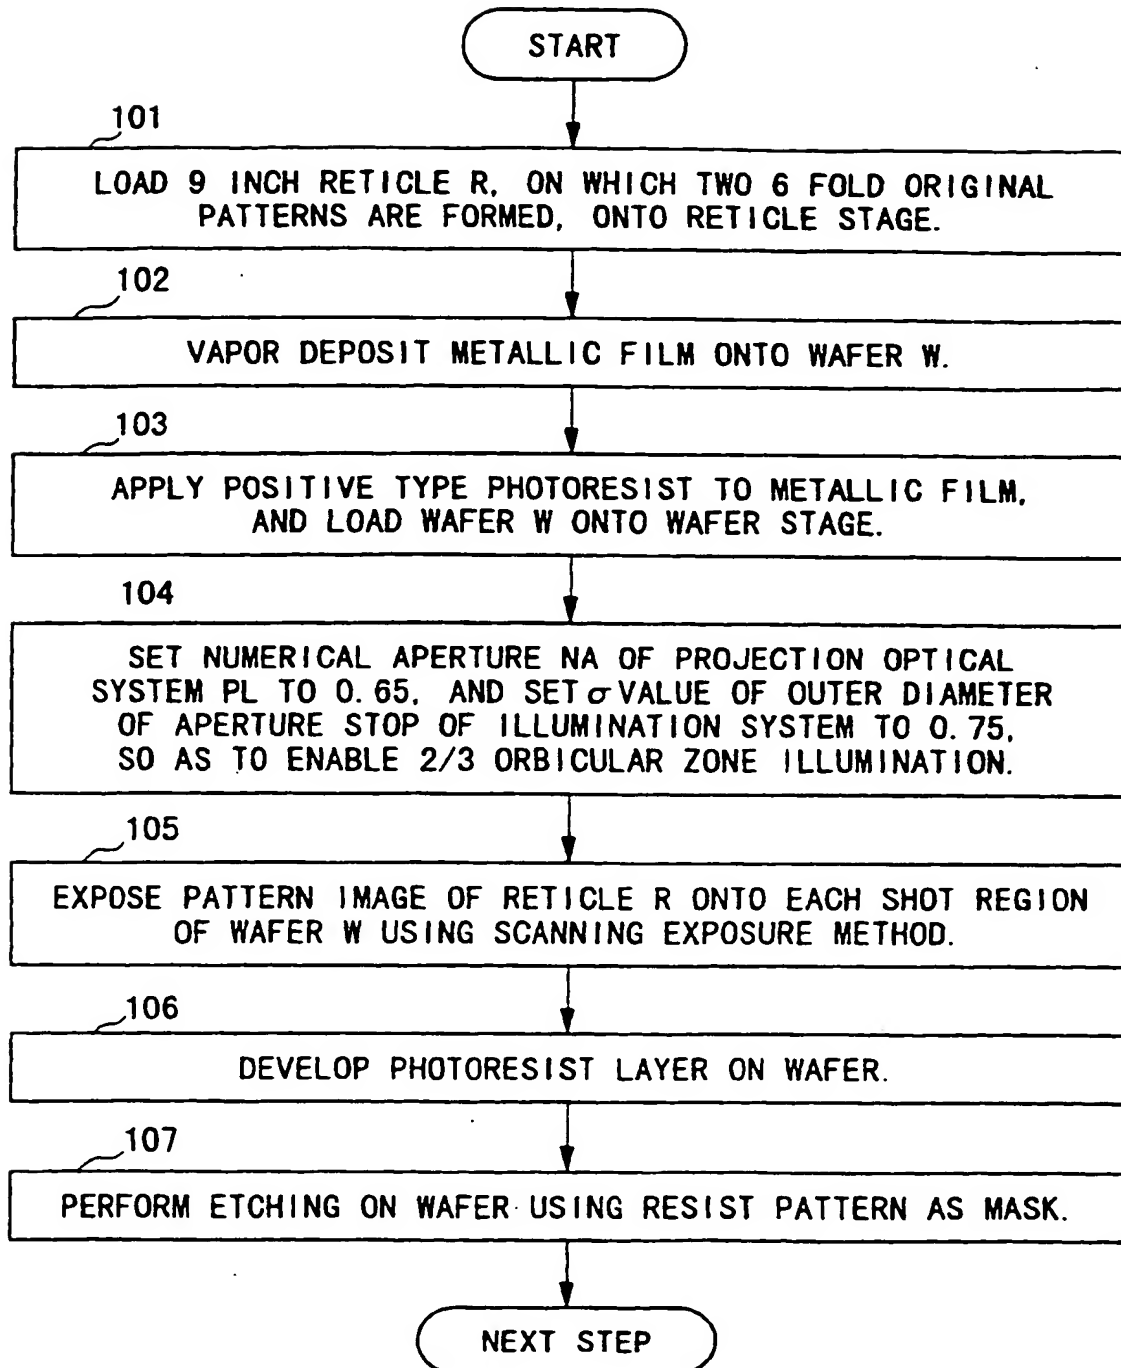 START
101
LOAD 9 INCH RETICLE R, ON WHICH TWO 6 FOLD ORIGINAL
PATTERNS ARE FORMED, ONTO RETICLE STAGE.
102
VAPOR DEPOSIT METALLIC FILM ONTO WAFER W.
103
APPLY POSITIVE TYPE PHOTORESIST TO METALLIC FILM,
AND LOAD WAFER W ONTO WAFER STAGE.
104
SET NUMERICAL APERTURE NA OF PROJECTION OPTICAL
SYSTEM PL TO 0.65, AND SET σ VALUE OF OUTER DIAMETER
OF APERTURE STOP OF ILLUMINATION SYSTEM TO 0.75,
SO AS TO ENABLE 2/3 ORBICULAR ZONE ILLUMINATION.
105
EXPOSE PATTERN IMAGE OF RETICLE R ONTO EACH SHOT REGION
OF WAFER W USING SCANNING EXPOSURE METHOD.
106
DEVELOP PHOTORESIST LAYER ON WAFER.
107
PERFORM ETCHING ON WAFER USING RESIST PATTERN AS MASK.
NEXT STEP